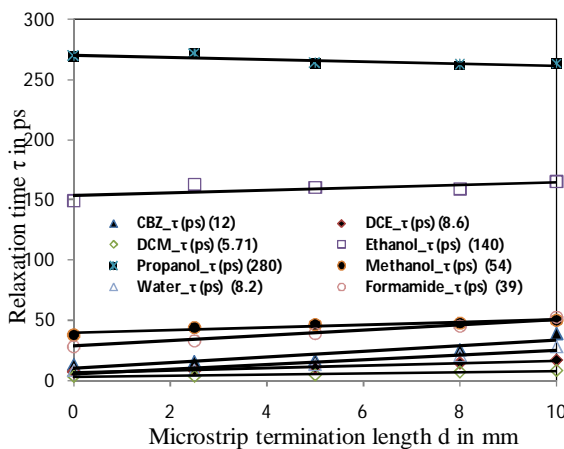 300
250
200
150
100
50
0
Relaxation time τ in ps
CBZ_τ (ps) (12)
DCE_τ (ps) (8.6)
DCM_τ (ps) (5.71)
Ethanol_τ (ps) (140)
Propanol_τ (ps) (280)
Methanol_τ (ps) (54)
Water_τ (ps) (8.2)
Formamide_τ (ps) (39)
0 2 4 6 8 10
Microstrip termination length d in mm